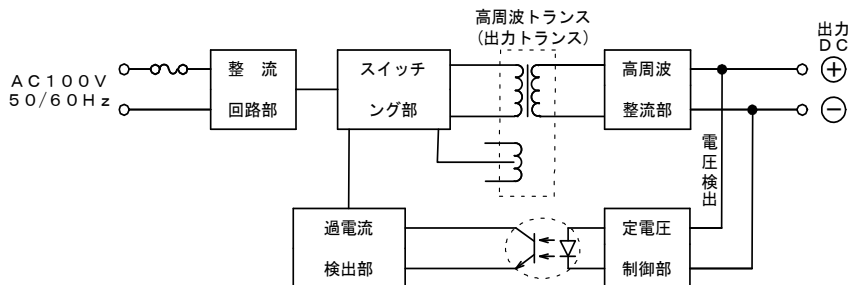 高周波トランス
(出力トランス)
出力
DC
AC100V
50/60Hz
整 流
回路部
スイッチ
ング部
高周波
整流部
＋
－
電圧検出
過電流
検出部
定電圧
制御部